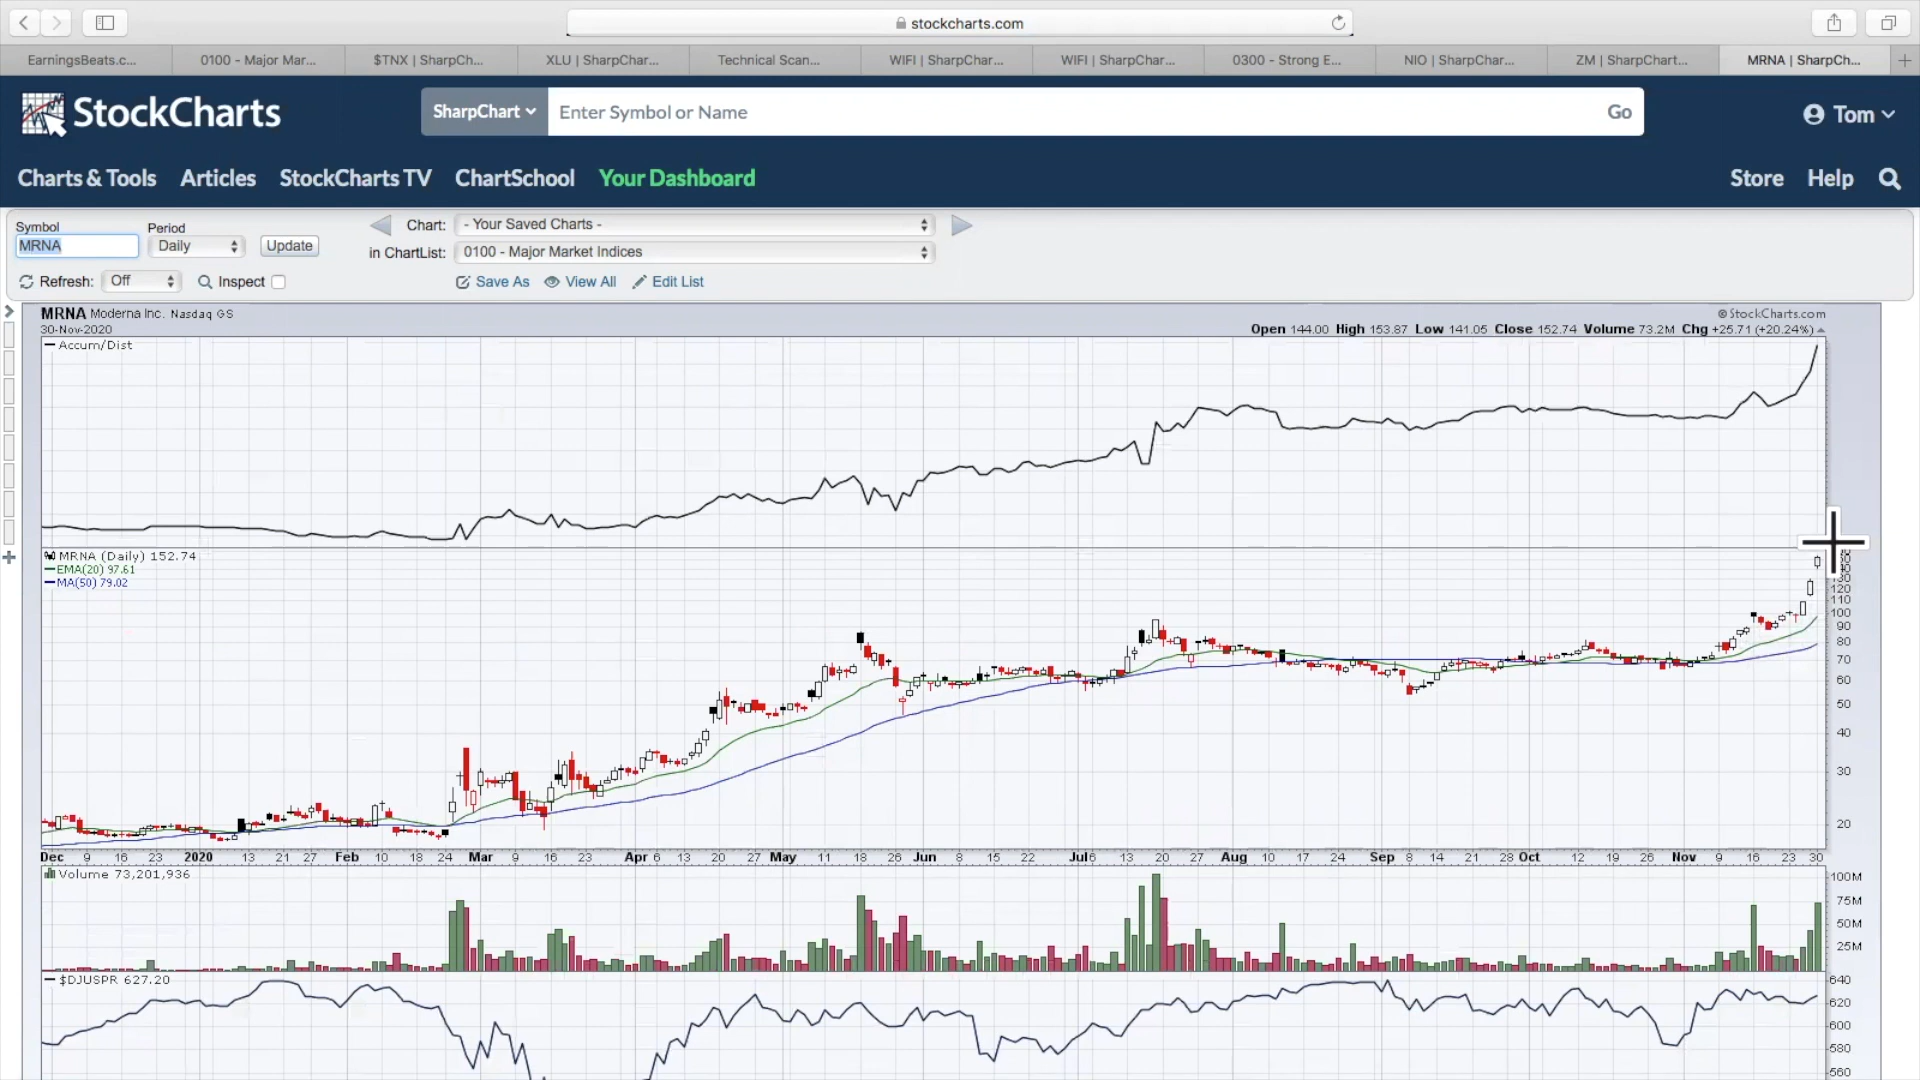 stockcharts.com
EarningsBeats.c...
0100 - Major Mar...
$TNX | SharpCh...
XLU | SharpChar...
Technical Scan...
WIFI | SharpChar...
WIFI | SharpChar...
0300 - Strong E...
NIO | SharpChar...
ZM | SharpChart...
MRNA | SharpCh...
StockCharts
SharpChart
Enter Symbol or Name
Go
Tom
Charts & Tools Articles StockCharts TV ChartSchool Your Dashboard Store Help
Symbol Period
MRNA Daily Update
Chart: - Your Saved Charts -
in ChartList: 0100 - Major Market Indices
Refresh: Off Inspect
Save As View All Edit List
MRNA Moderna Inc. Nasdaq GS
© StockCharts.com
30-Nov-2020
Open 144.00 High 153.87 Low 141.05 Close 152.74 Volume 73.2M Chg +25.71 (+20.24%)
Accum/Dist
MRNA (Daily) 152.74
EMA(20) 97.61
MA(50) 79.02
130
120
110
100
90
80
70
60
50
40
30
20
Dec 9 16 23 2020 13 21 27 Feb 10 18 24 Mar 9 16 23 Apr 6 13 20 27 May 11 18 26 Jun 8 15 22 Jul 6 13 20 27 Aug 10 17 24 Sep 8 14 21 28 Oct 12 19 26 Nov 9 16 23 30
Volume 73,201,936
100M
75M
50M
25M
$DJUSPR 627.20
640
620
600
580
560